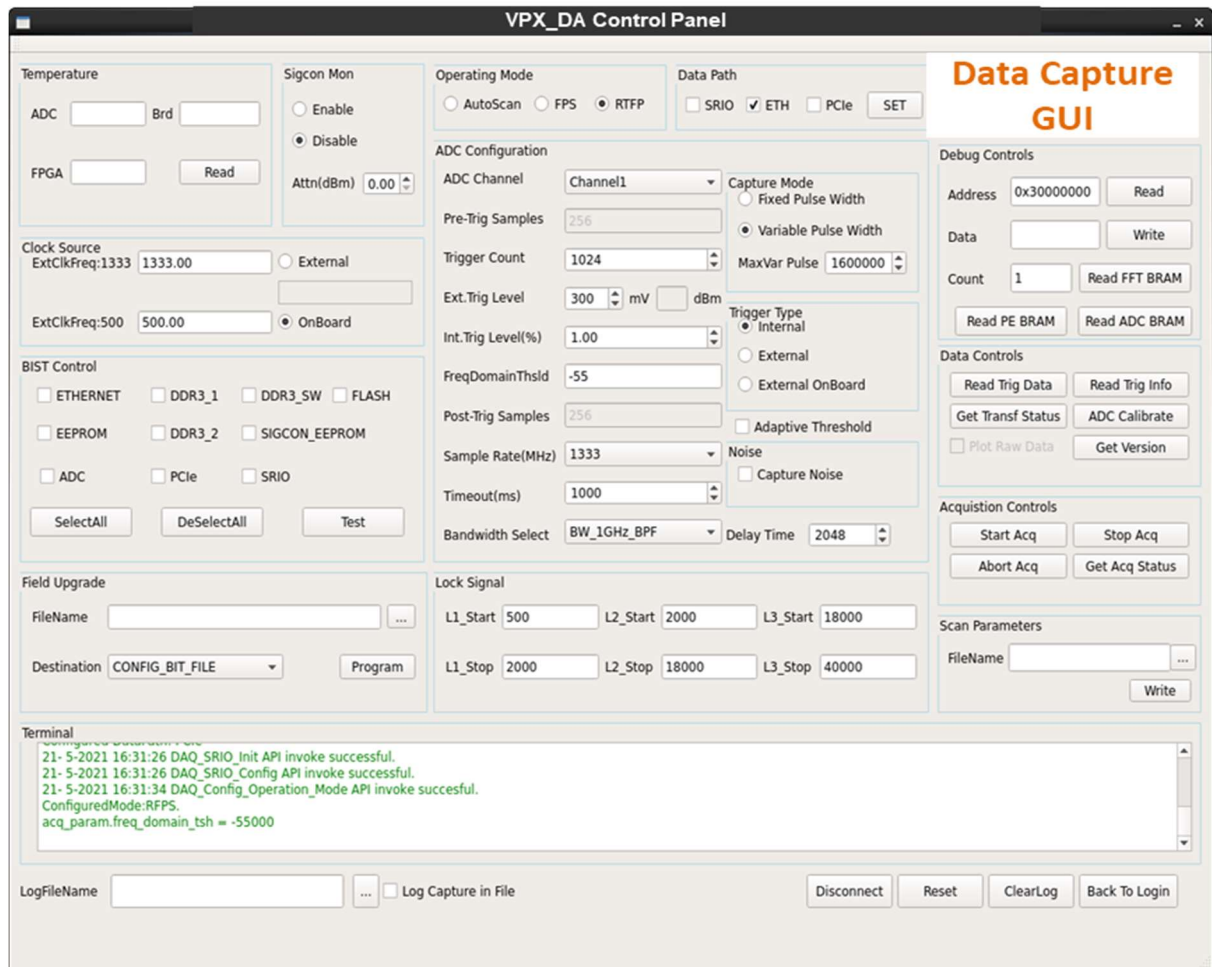 VPX_DA Control Panel
Data Capture
GUI
Temperature
ADC
Brd
FPGA
Read
Sigcon Mon
Enable
Disable
Attn(dBm) 0.00
Operating Mode
AutoScan FPS RTFP
Data Path
SRIO ETH PCIe SET
Clock Source
ExtClkFreq:1333 1333.00 External
ExtClkFreq:500 500.00 OnBoard
BIST Control
ETHERNET DDR3_1 DDR3_SW FLASH
EEPROM DDR3_2 SIGCON_EEPROM
ADC PCIe SRIO
SelectAll DeSelectAll Test
ADC Configuration
ADC Channel Channel1
Pre-Trig Samples 256
Trigger Count 1024
Ext.Trig Level 300 mV dBm
Int.Trig Level(%) 1.00
FreqDomainThsld -55
Post-Trig Samples 256
Sample Rate(MHz) 1333
Timeout(ms) 1000
Bandwidth Select BW_1GHz_BPF
Capture Mode
Fixed Pulse Width
Variable Pulse Width
MaxVar Pulse 1600000
Trigger Type
Internal
External
External OnBoard
Adaptive Threshold
Noise
Capture Noise
Delay Time 2048
Debug Controls
Address 0x30000000 Read
Data Write
Count 1 Read FFT BRAM
Read PE BRAM Read ADC BRAM
Data Controls
Read Trig Data Read Trig Info
Get Transf Status ADC Calibrate
Plot Raw Data Get Version
Acquistion Controls
Start Acq Stop Acq
Abort Acq Get Acq Status
Field Upgrade
FileName ...
Destination CONFIG_BIT_FILE Program
Lock Signal
L1_Start 500 L2_Start 2000 L3_Start 18000
L1_Stop 2000 L2_Stop 18000 L3_Stop 40000
Scan Parameters
FileName ...
Write
Terminal
Configured DataPath: PCIe
21- 5-2021 16:31:26 DAQ_SRIO_Init API invoke successful.
21- 5-2021 16:31:26 DAQ_SRIO_Config API invoke successful.
21- 5-2021 16:31:34 DAQ_Config_Operation_Mode API invoke succesful.
ConfiguredMode:RFPS.
acq_param.freq_domain_tsh = -55000
LogFileName ... Log Capture in File
Disconnect Reset ClearLog Back To Login